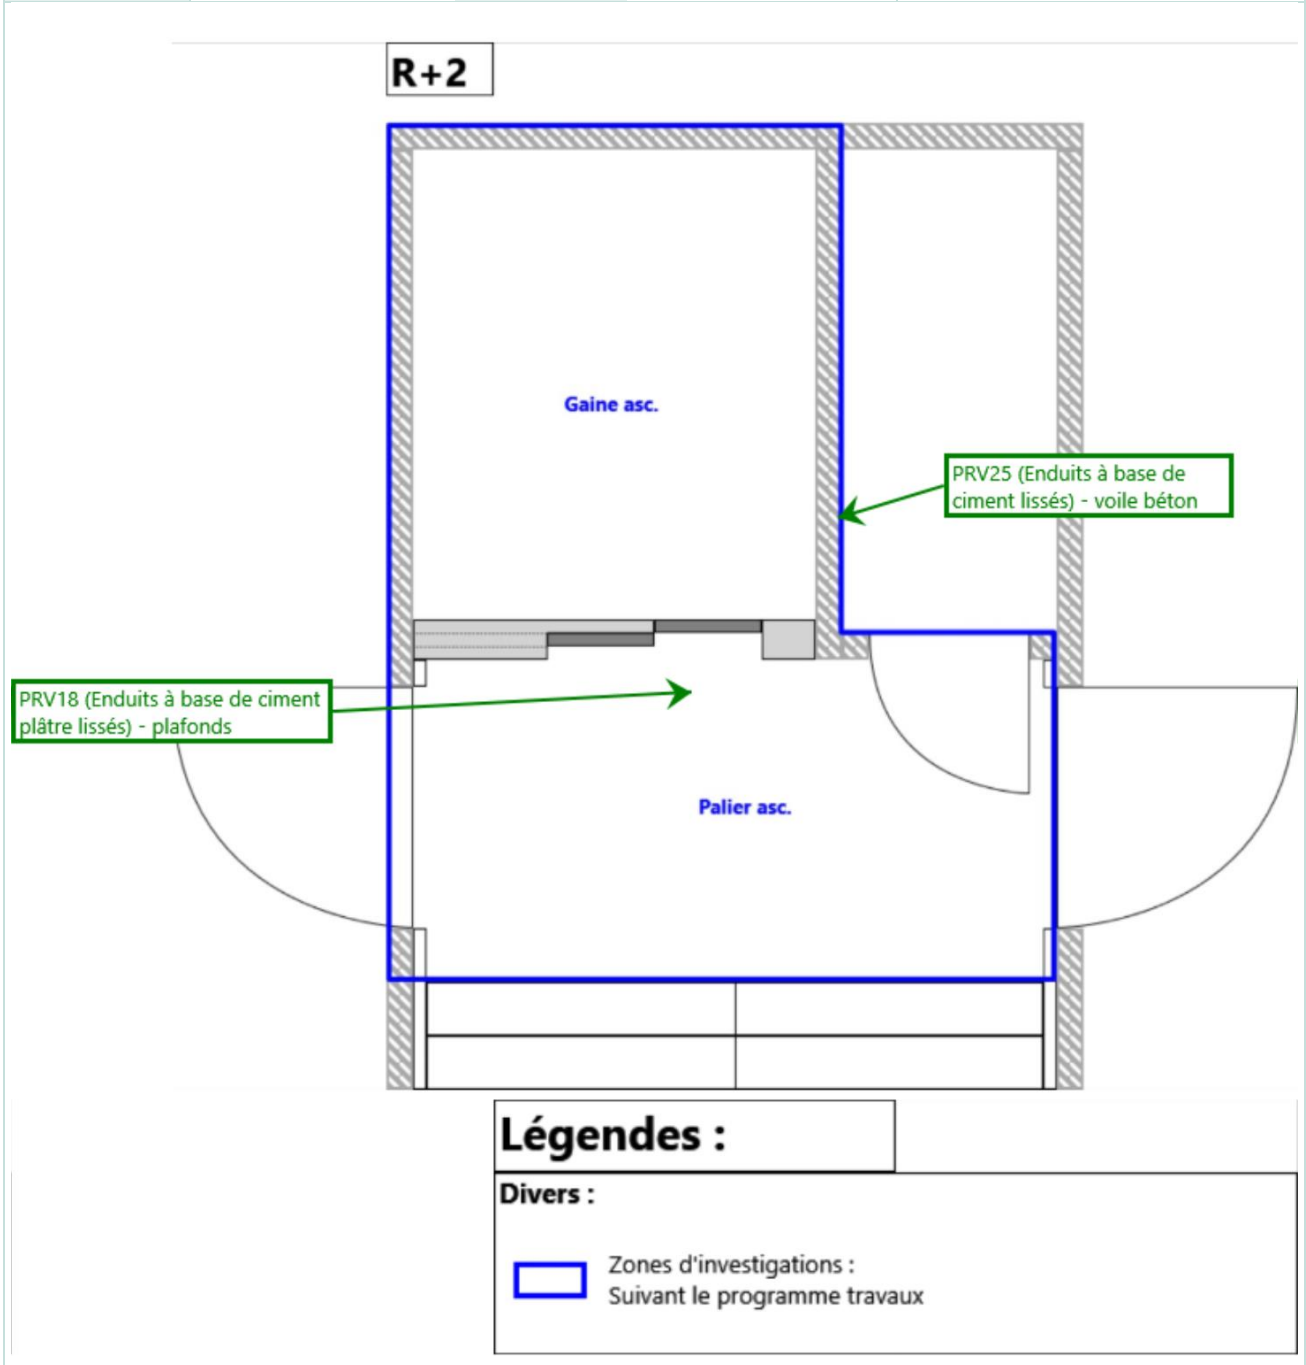 R+2
Gaine asc.
PRV25 (Enduits à base de
ciment lissés) - voile béton
PRV18 (Enduits à base de ciment
plâtre lissés) - plafonds
Palier asc.
Légendes :
Divers :
Zones d'investigations :
Suivant le programme travaux